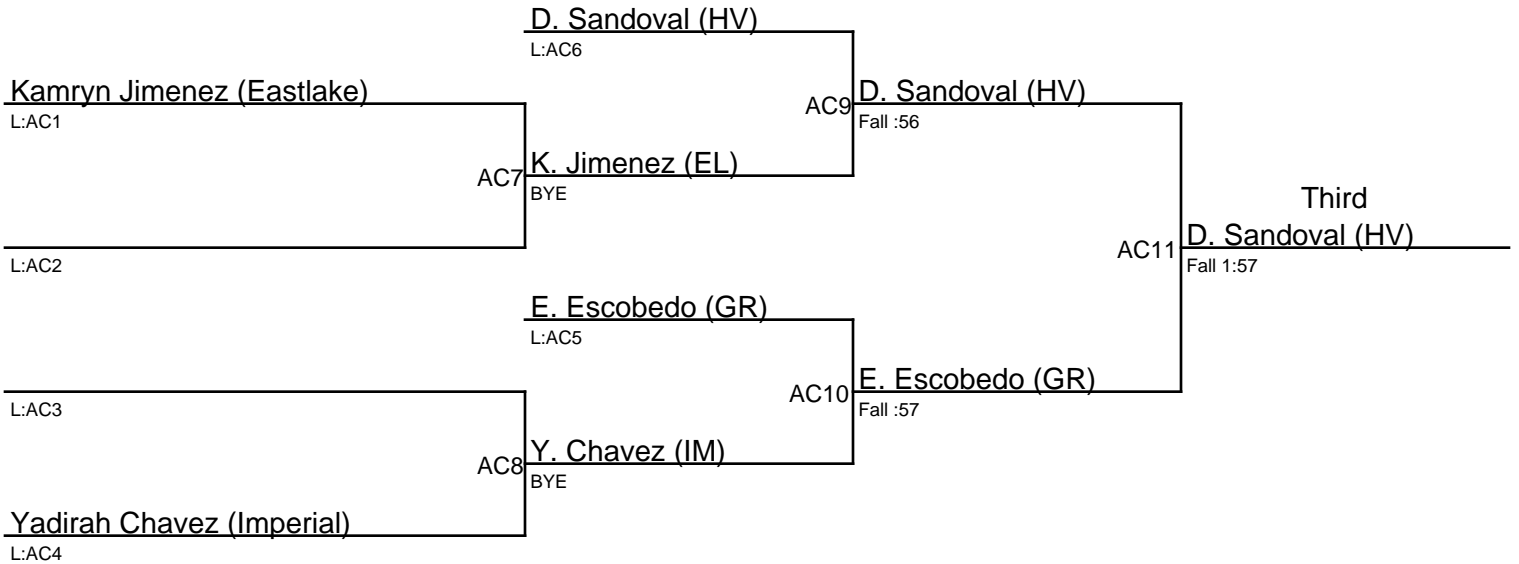 D. Sandoval (HV)
L:AC6
Kamryn Jimenez (Eastlake)
L:AC1
AC9
D. Sandoval (HV)
Fall :56
AC7
K. Jimenez (EL)
BYE
Third
D. Sandoval (HV)
AC11
Fall 1:57
L:AC2
E. Escobedo (GR)
L:AC5
AC10
E. Escobedo (GR)
Fall :57
L:AC3
AC8
Y. Chavez (IM)
BYE
Yadirah Chavez (Imperial)
L:AC4